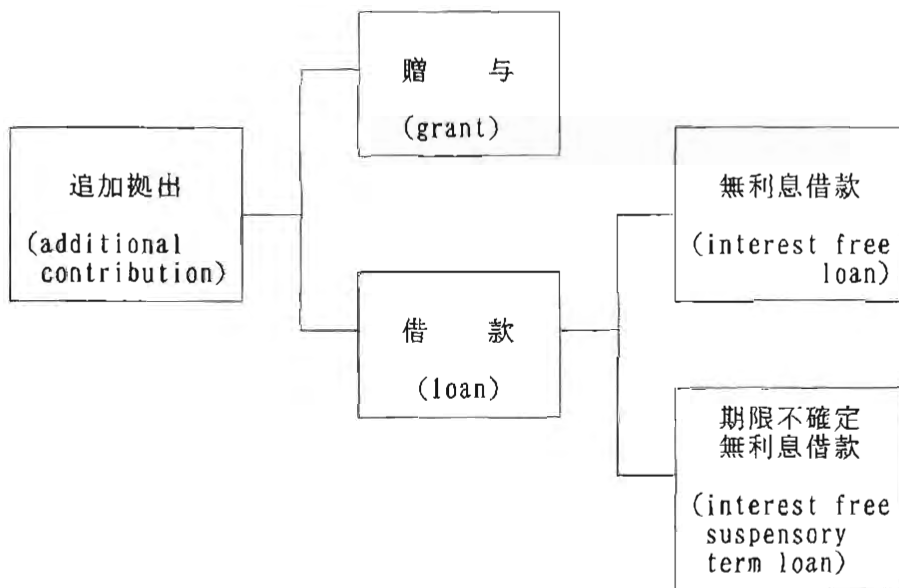 贈 与
(grant)
追加拠出
(additional
contribution)
無利息借款
(interest free
loan)
借 款
(loan)
期限不確定
無利息借款
(interest free
suspensory
term loan)